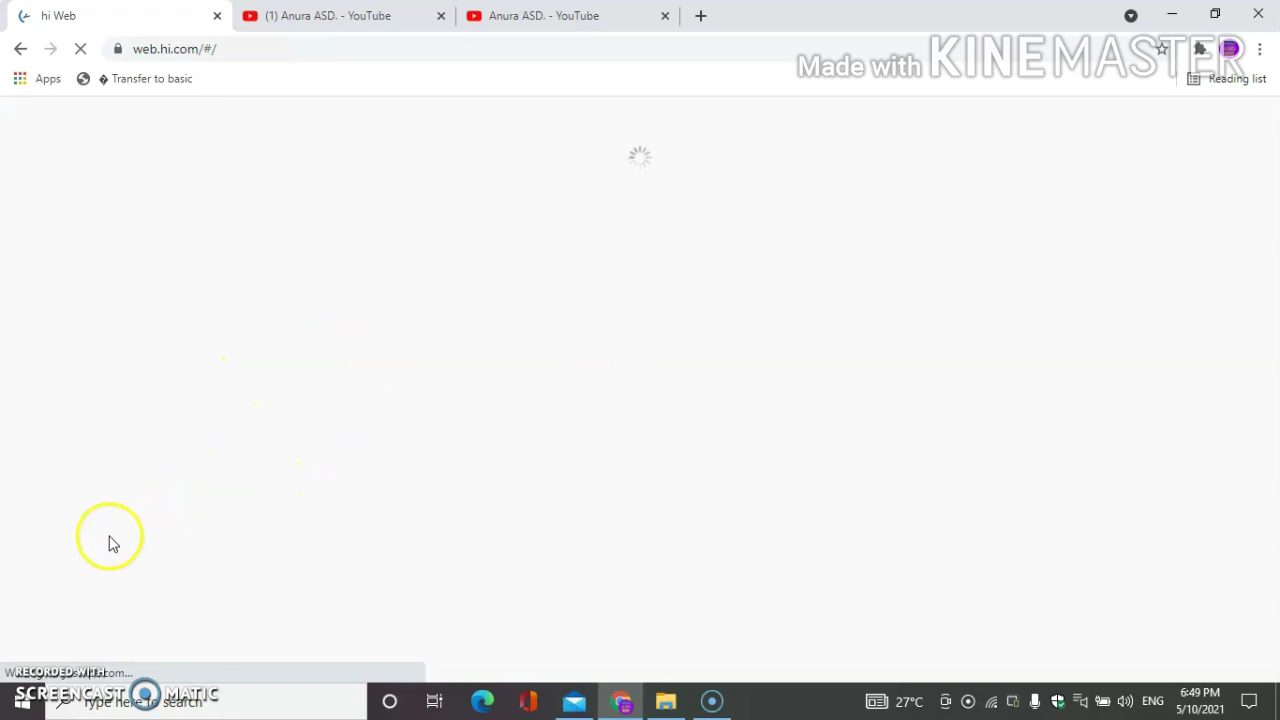 hi Web
(1) Anura ASD. - YouTube
Anura ASD. - YouTube
web.hi.com/#/
Made with KINEMASTER
Apps
Transfer to basic
Reading list
RECORDED WITH
SCREENCAST MATIC
Type here to search
27°C
ENG
6:49 PM
5/10/2021